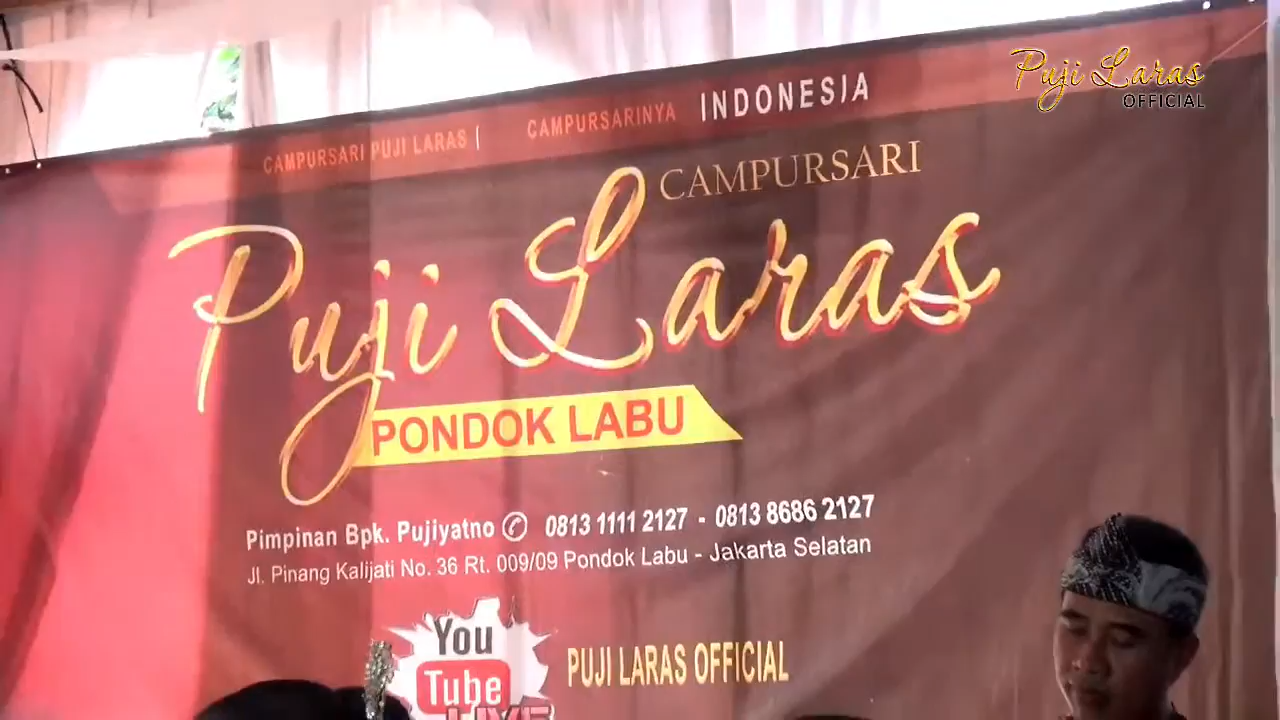 Puji Laras
OFFICIAL
CAMPURSARI PUJI LARAS | CAMPURSARINYA INDONESIA
CAMPURSARI
Puji Laras
PONDOK LABU
Pimpinan Bpk. Pujiyatno ✆ 0813 1111 2127 - 0813 8686 2127
Jl. Pinang Kalijati No. 36 Rt. 009/09 Pondok Labu - Jakarta Selatan
You
Tube
LIVE
PUJI LARAS OFFICIAL